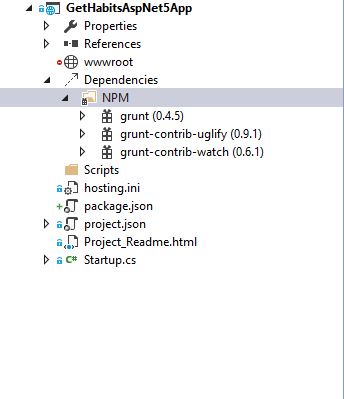 GetHabitsAspNet5App
Properties
References
wwwroot
Dependencies
NPM
grunt (0.4.5)
grunt-contrib-uglify (0.9.1)
grunt-contrib-watch (0.6.1)
Scripts
hosting.ini
package.json
project.json
Project_Readme.html
C# Startup.cs